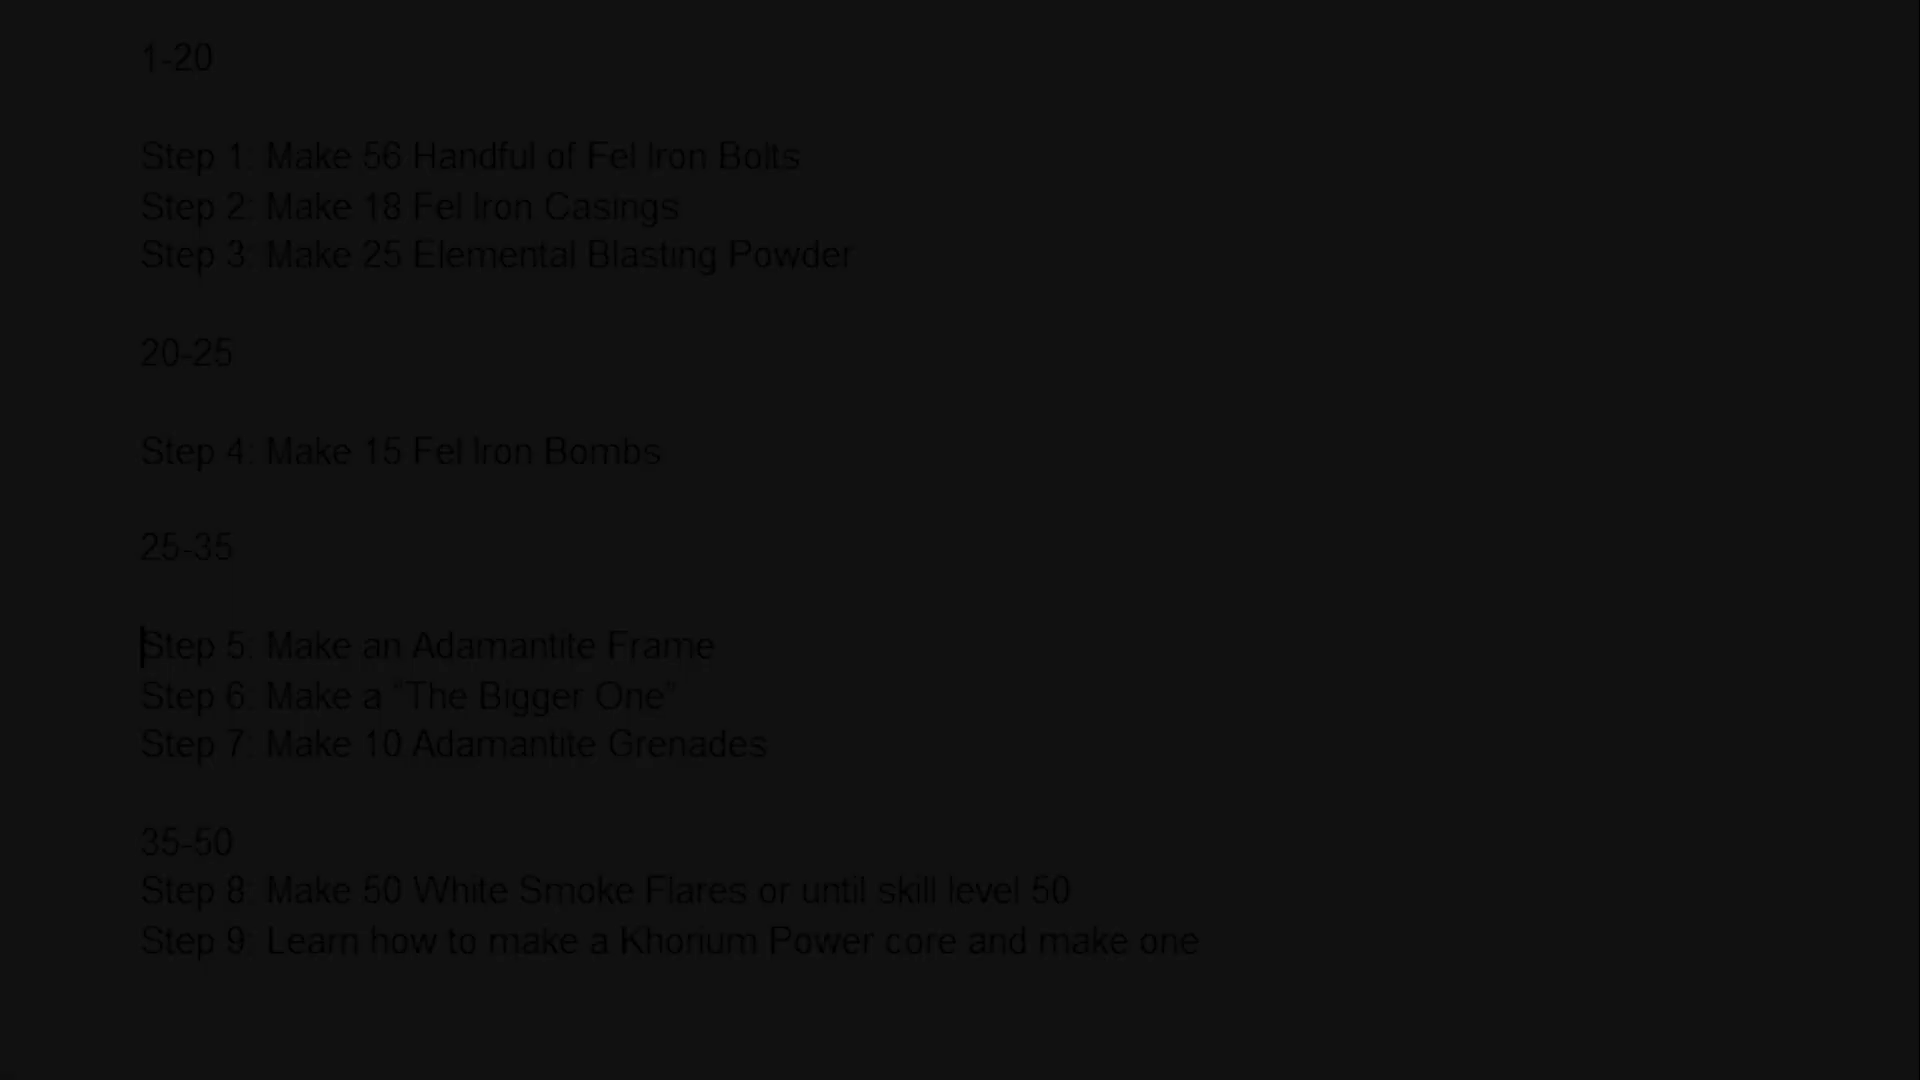 1-20
Step 1: Make 56 Handful of Fel Iron Bolts
Step 2: Make 18 Fel Iron Casings
Step 3: Make 25 Elemental Blasting Powder
20-25
Step 4: Make 15 Fel Iron Bombs
25-35
Step 5: Make an Adamantite Frame
Step 6: Make a “The Bigger One”
Step 7: Make 10 Adamantite Grenades
35-50
Step 8: Make 50 White Smoke Flares or until skill level 50
Step 9: Learn how to make a Khorium Power core and make one